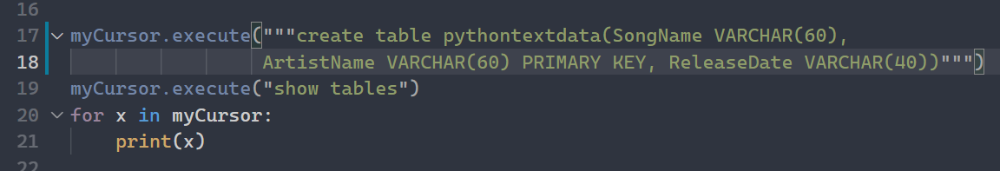 16
17 myCursor.execute("""create table pythontextdata(SongName VARCHAR(60),
18 ArtistName VARCHAR(60) PRIMARY KEY, ReleaseDate VARCHAR(40))""")
19 myCursor.execute("show tables")
20 for x in myCursor:
21 print(x)
22